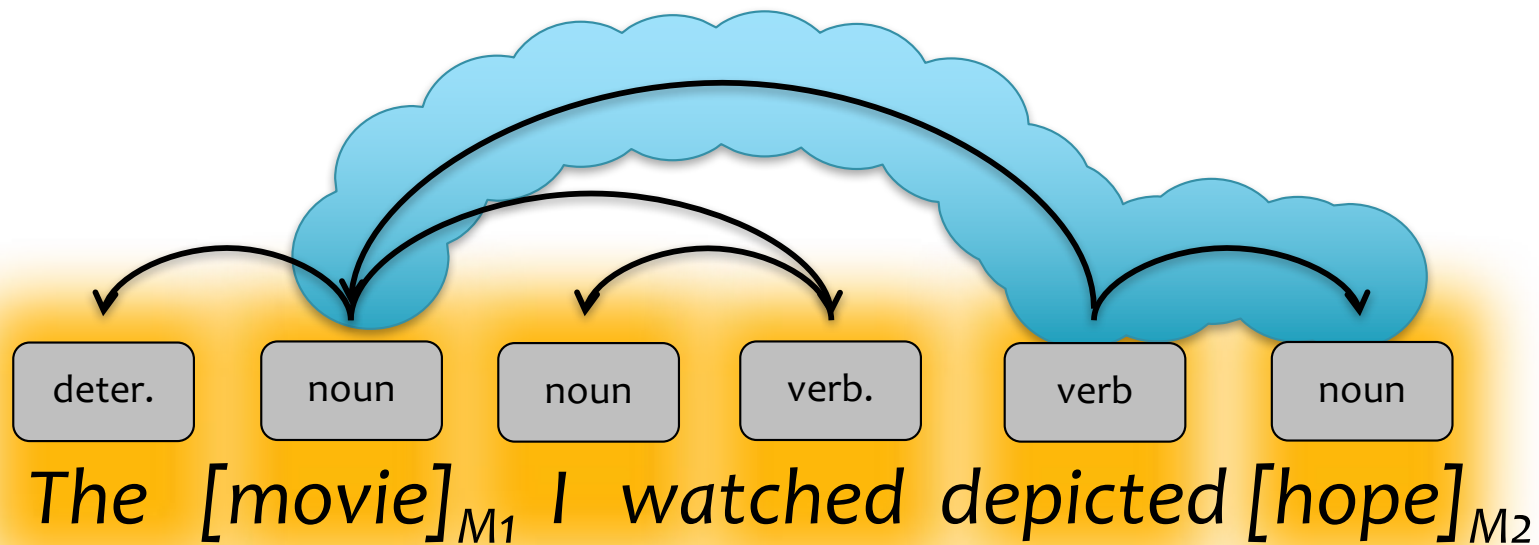 deter. noun noun verb. verb noun
The [movie]M1 I watched depicted [hope]M2